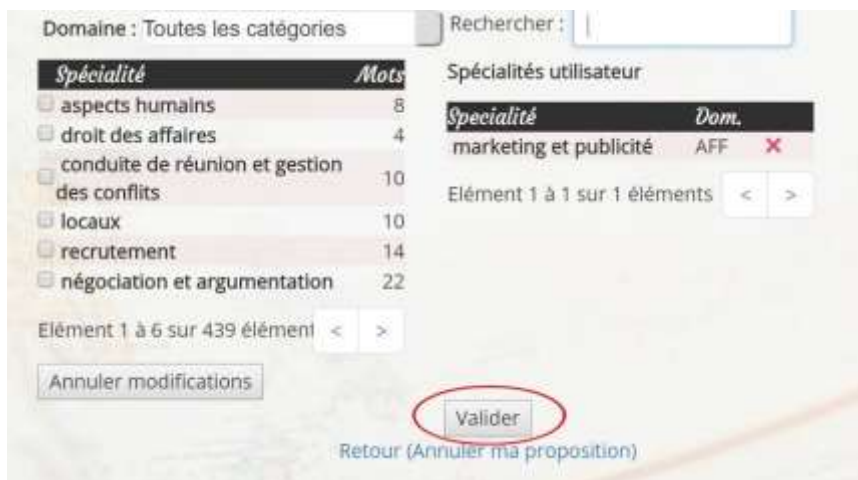 Domaine : Toutes les catégories
Rechercher :
Spécialité Mots
aspects humains 8
droit des affaires 4
conduite de réunion et gestion
des conflits 10
locaux 10
recrutement 14
négociation et argumentation 22
Elément 1 à 6 sur 439 élément < >
Annuler modifications
Spécialités utilisateur
Specialité Dom.
marketing et publicité AFF ×
Elément 1 à 1 sur 1 éléments < >
Valider
Retour (Annuler ma proposition)